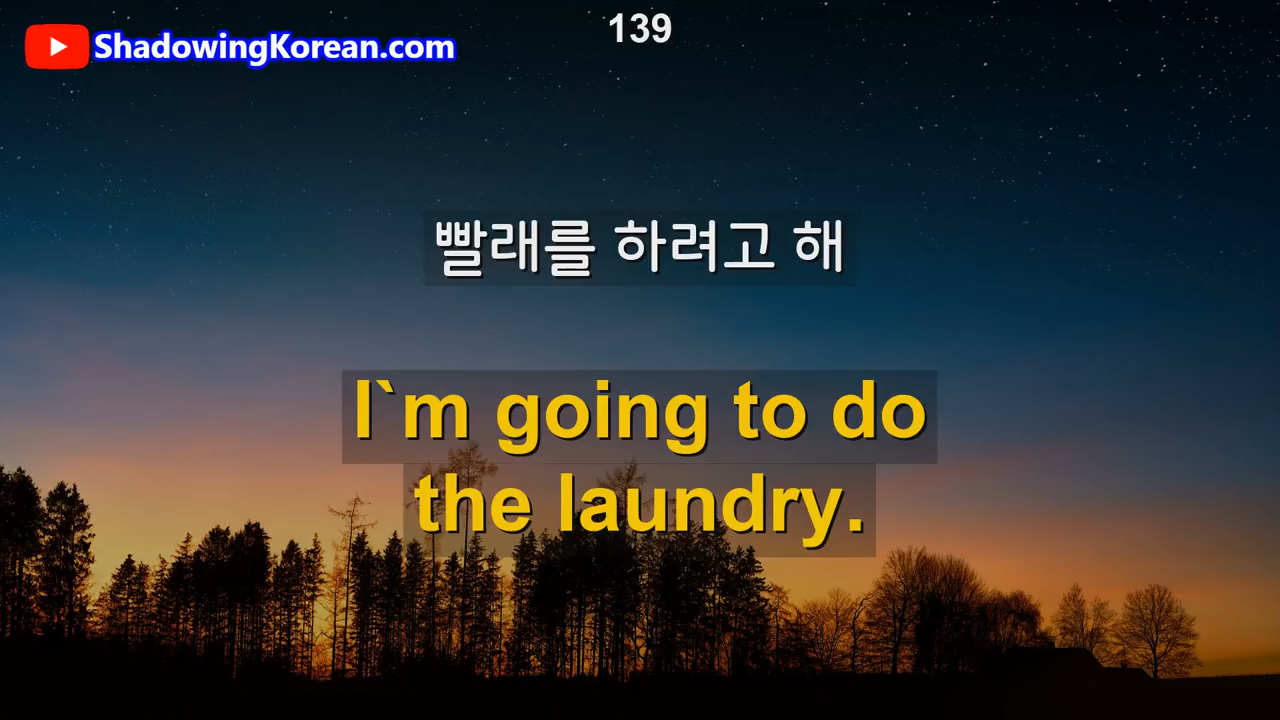 139
ShadowingKorean.com
빨래를 하려고 해
I`m going to do
the laundry.